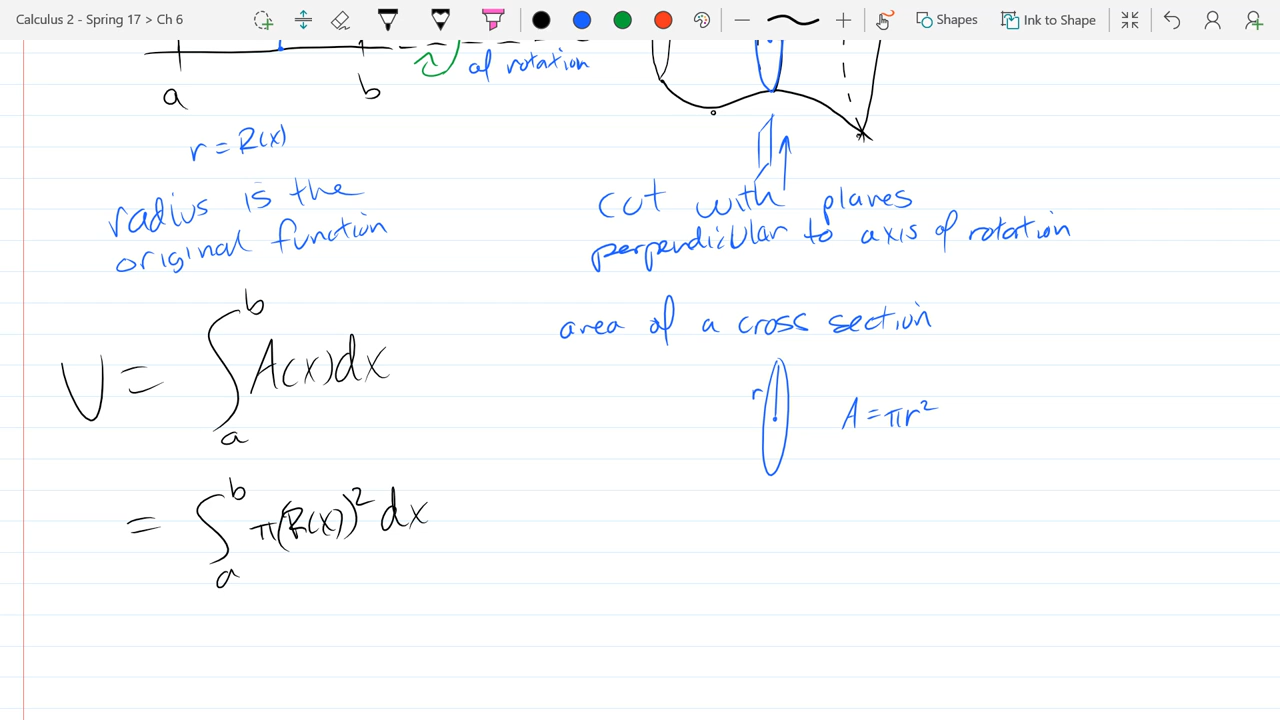 Calculus 2 - Spring 17 > Ch 6
Shapes
Ink to Shape
of rotation
a
b
r = R(x)
radius is the
original function
cut with planes
perpendicular to axis of rotation
area of a cross section
V = ∫_a^b A(x)dx
r
A = πr²
= ∫_a^b π(R(x))² dx